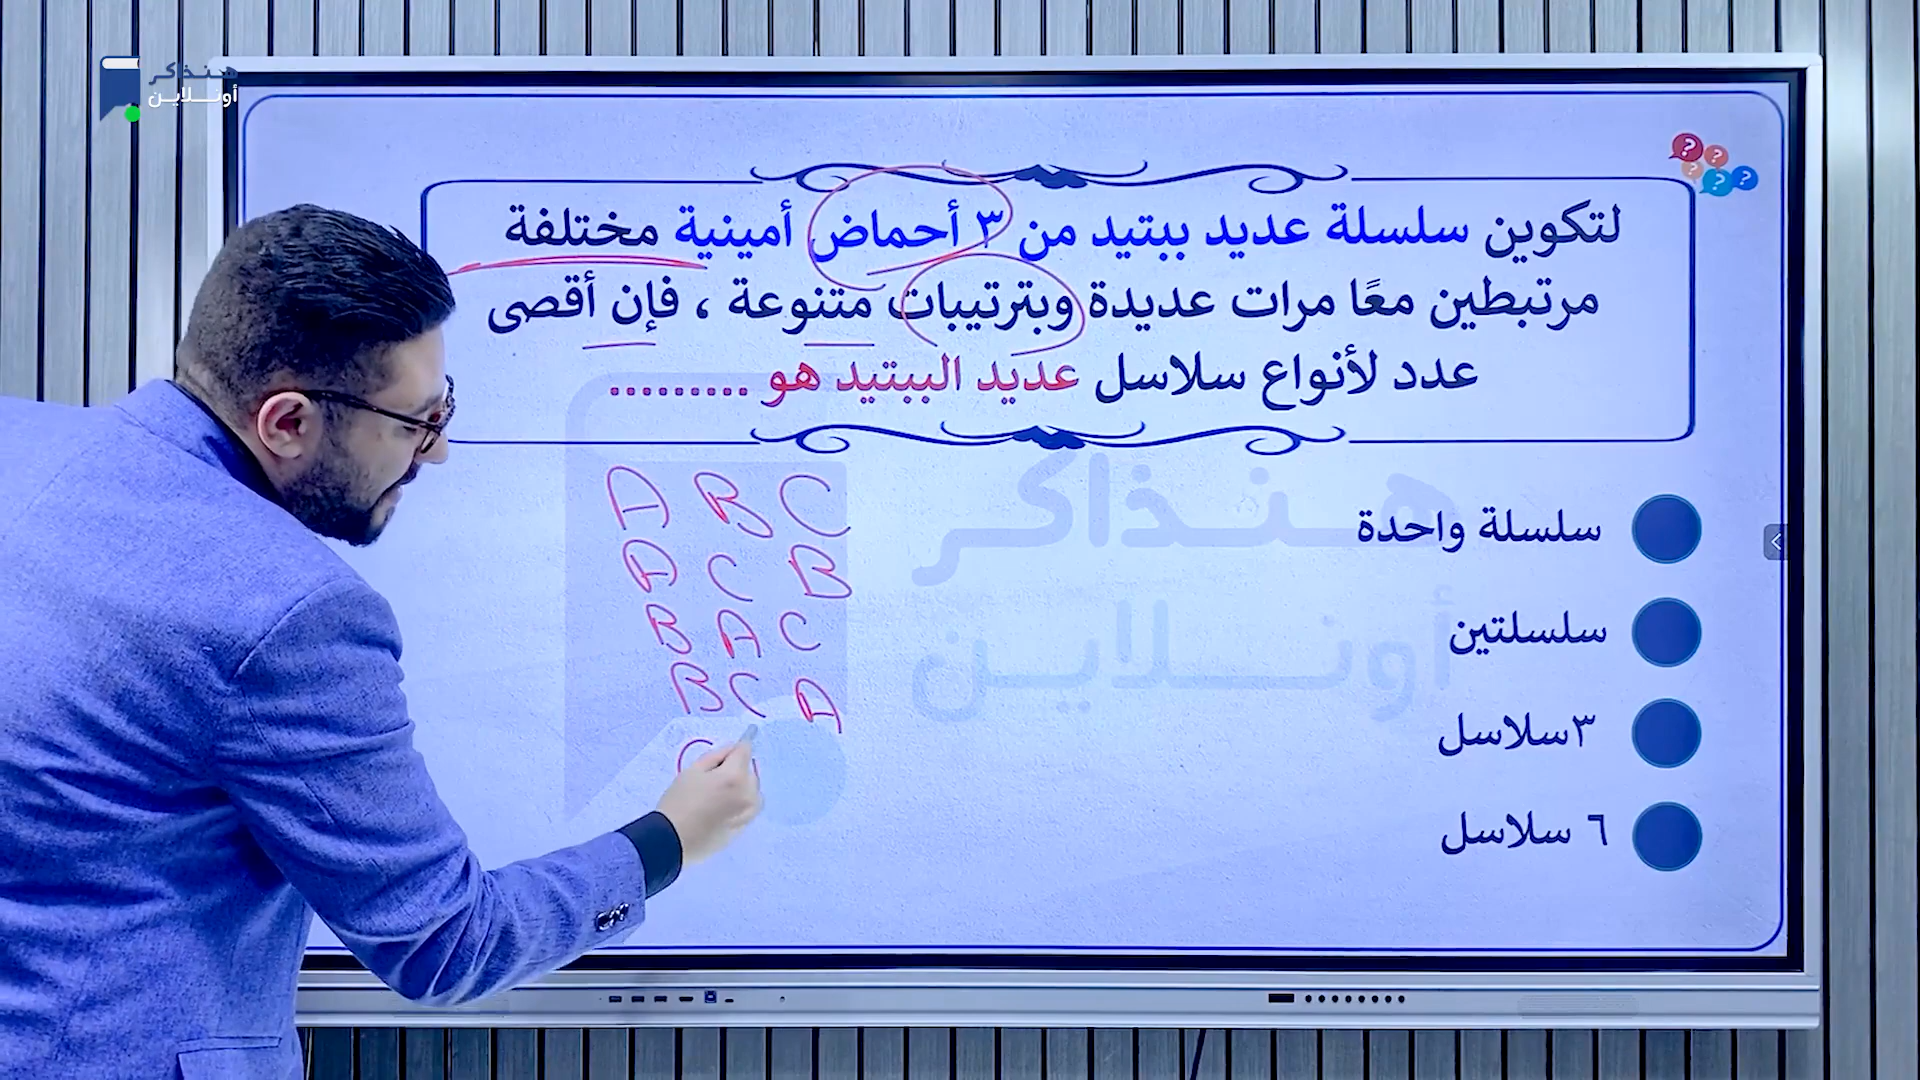 هنذاكر
أونلاين
لتكوين سلسلة عديد ببتيد من ٣ أحماض أمينية مختلفة
مرتبطين معًا مرات عديدة وبترتيبات متنوعة ، فإن أقصى
عدد لأنواع سلاسل عديد الببتيد هو .........
سلسلة واحدة
سلسلتين
٣سلاسل
٦ سلاسل
A B C
A C B
B A C
B C A
C
هنذاكر
أونلاين